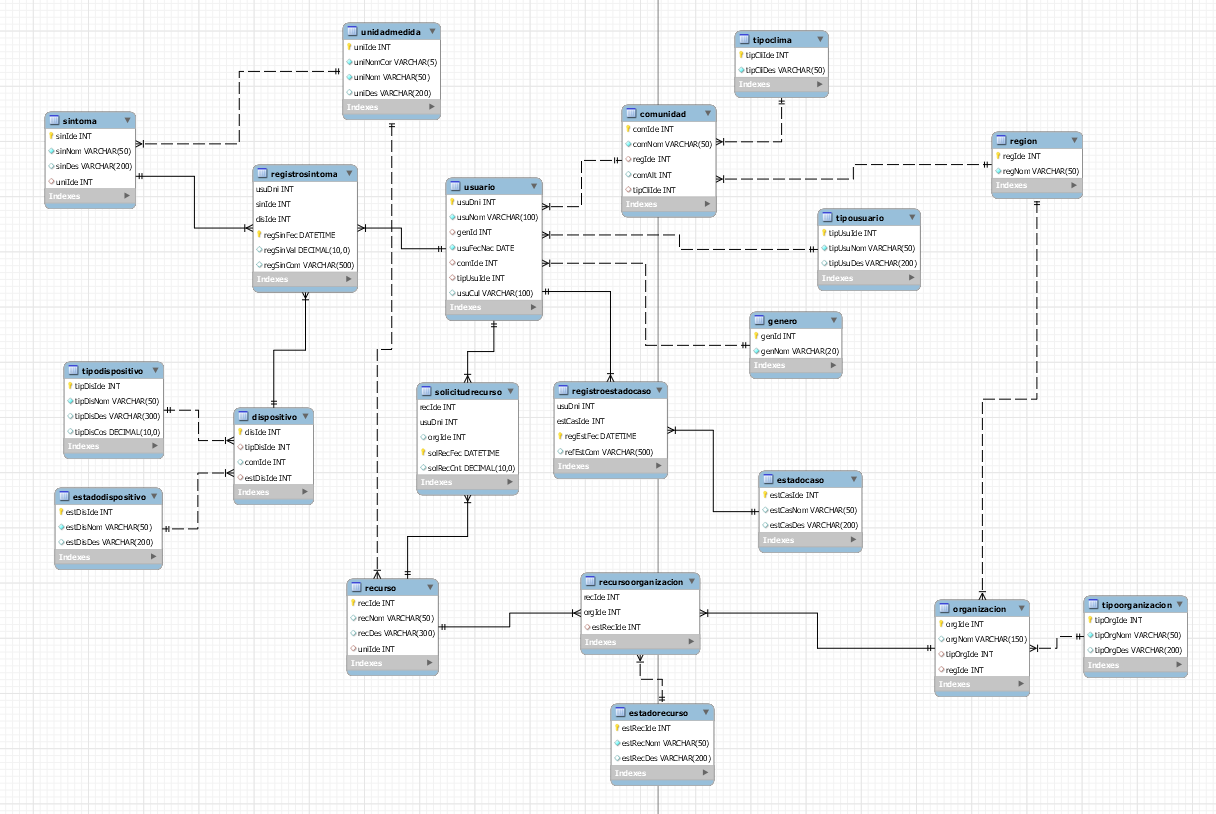 unidadmedida
uniIde INT
uniNomCor VARCHAR(5)
uniNom VARCHAR(50)
uniDes VARCHAR(200)
Indexes
tipoclima
tipCliIde INT
tipCliDes VARCHAR(50)
Indexes
sintoma
sinIde INT
sinNom VARCHAR(50)
sinDes VARCHAR(200)
uniIde INT
Indexes
comunidad
comIde INT
comNom VARCHAR(50)
regIde INT
comAlt INT
tipCliIde INT
Indexes
region
regIde INT
regNom VARCHAR(50)
Indexes
registrosintoma
usuDni INT
sinIde INT
disIde INT
regSinFec DATETIME
regSinVal DECIMAL(10,0)
regSinCom VARCHAR(500)
Indexes
usuario
usuDni INT
usuNom VARCHAR(100)
genId INT
usuFecNac DATE
comIde INT
tipUsuIde INT
usuCul VARCHAR(100)
Indexes
tipousuario
tipUsuIde INT
tipUsuNom VARCHAR(50)
tipUsuDes VARCHAR(200)
Indexes
genero
genId INT
genNom VARCHAR(20)
Indexes
tipodispositivo
tipDisIde INT
tipDisNom VARCHAR(50)
tipDisDes VARCHAR(300)
tipDisCos DECIMAL(10,0)
Indexes
dispositivo
disIde INT
tipDisIde INT
comIde INT
estDisIde INT
Indexes
solicitudrecurso
recIde INT
usuDni INT
orgIde INT
solRecFec DATETIME
solRecCnt DECIMAL(10,0)
Indexes
registroestadocaso
usuDni INT
estCasIde INT
regEstFec DATETIME
refEstCom VARCHAR(500)
Indexes
estadodispositivo
estDisIde INT
estDisNom VARCHAR(50)
estDisDes VARCHAR(200)
Indexes
estadocaso
estCasIde INT
estCasNom VARCHAR(50)
estCasDes VARCHAR(200)
Indexes
recurso
recIde INT
recNom VARCHAR(50)
recDes VARCHAR(300)
uniIde INT
Indexes
recursoorganizacion
recIde INT
orgIde INT
estRecIde INT
Indexes
organizacion
orgIde INT
orgNom VARCHAR(150)
tipOrgIde INT
regIde INT
Indexes
tipoorganizacion
tipOrgIde INT
tipOrgNom VARCHAR(50)
tipOrgDes VARCHAR(200)
Indexes
estadorecurso
estRecIde INT
estRecNom VARCHAR(50)
estRecDes VARCHAR(200)
Indexes